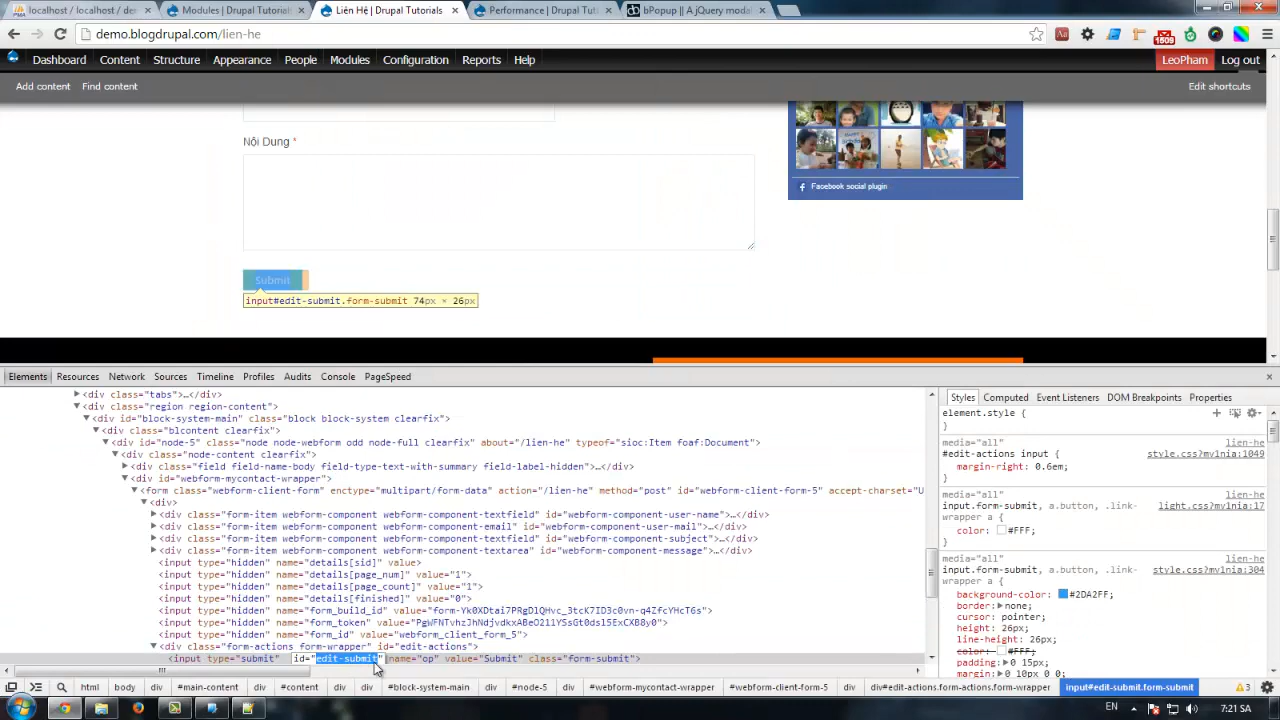 localhost / localhost / der
Modules | Drupal Tutorials
Liên Hệ | Drupal Tutorials
Performance | Drupal Tut
bPopup || A jQuery modal
demo.blogdrupal.com/lien-he
1509
Dashboard Content Structure Appearance People Modules Configuration Reports Help
LeoPham Log out
Add content Find content
Edit shortcuts
Nội Dung *
Facebook social plugin
Submit
input#edit-submit.form-submit 74px × 26px
Elements Resources Network Timeline Profiles Audits Console PageSpeed
<div class="tabs">…</div>
<div class="region region-content">
<div id="block-system-main" class="block block-system clearfix">
<div class="blcontent clearfix">
<div id="node-5" class="node node-webform odd node-full clearfix" about="/lien-he" typeof="sioc:Item foaf:Document">
<div class="node-content clearfix">
<div class="field field-name-body field-type-text-with-summary field-label-hidden">…</div>
<div id="webform-mycontact-wrapper">
<form class="webform-client-form" enctype="multipart/form-data" action="/lien-he" method="post" id="webform-client-form-5" accept-charset="U
<div>
<div class="form-item webform-component webform-component-textfield" id="webform-component-user-name">…</div>
<div class="form-item webform-component webform-component-email" id="webform-component-user-mail">…</div>
<div class="form-item webform-component webform-component-textfield" id="webform-component-subject">…</div>
<div class="form-item webform-component webform-component-textarea" id="webform-component-message">…</div>
<input type="hidden" name="details[sid]" value>
<input type="hidden" name="details[page_num]" value="1">
<input type="hidden" name="details[page_count]" value="1">
<input type="hidden" name="details[finished]" value="0">
<input type="hidden" name="form_build_id" value="form-Yk0XDtai7PRgDlQHvc_3tcK7ID3c0vn-q4ZfcYHcT6s">
<input type="hidden" name="form_token" value="PgWFNTvhzJhNdjvdkxABeO21lYSsGt0dsl5ExCXB8y0">
<input type="hidden" name="form_id" value="webform_client_form_5">
<div class="form-actions form-wrapper" id="edit-actions">
<input type="submit" id="edit-submit" name="op" value="Submit" class="form-submit">
Styles Computed Event Listeners DOM Breakpoints Properties
element.style {
}
media="all" lien-he
#edit-actions input { style.css?mv1nia:1049
margin-right: 0.6em;
}
media="all" lien-he
input.form-submit, a.button, .link- light.css?mv1nia:17
wrapper a {
color: #FFF;
}
media="all" lien-he
input.form-submit, a.button, .link- style.css?mv1nia:304
wrapper a {
background-color: #2DA2FF;
border: none;
cursor: pointer;
height: 26px;
line-height: 26px;
color: #FFF;
padding: 0 15px;
margin: 0 10px 0 0;
html body div #main-content div #content div div #block-system-main div #node-5 div #webform-mycontact-wrapper #webform-client-form-5 div div#edit-actions.form-actions.form-wrapper input#edit-submit.form-submit
3
EN 7:21 SA